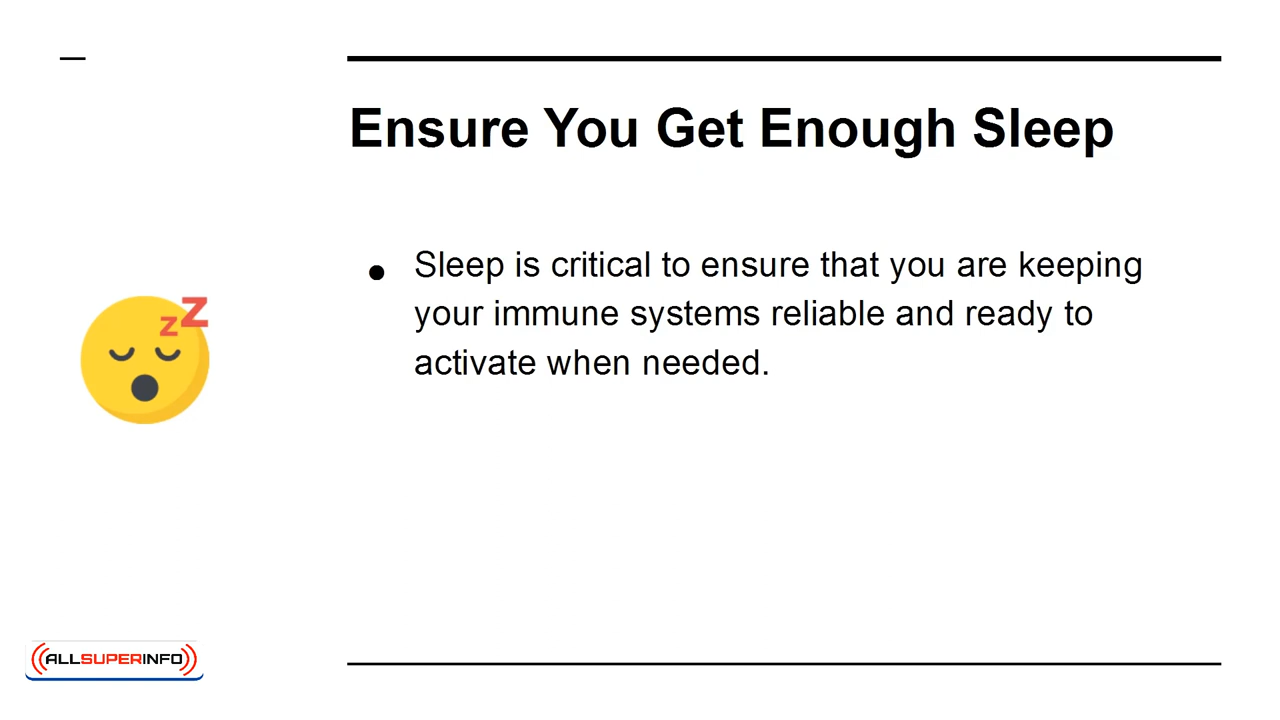 Ensure You Get Enough Sleep
● Sleep is critical to ensure that you are keeping
your immune systems reliable and ready to
activate when needed.
zZ
ALLSUPERINFO